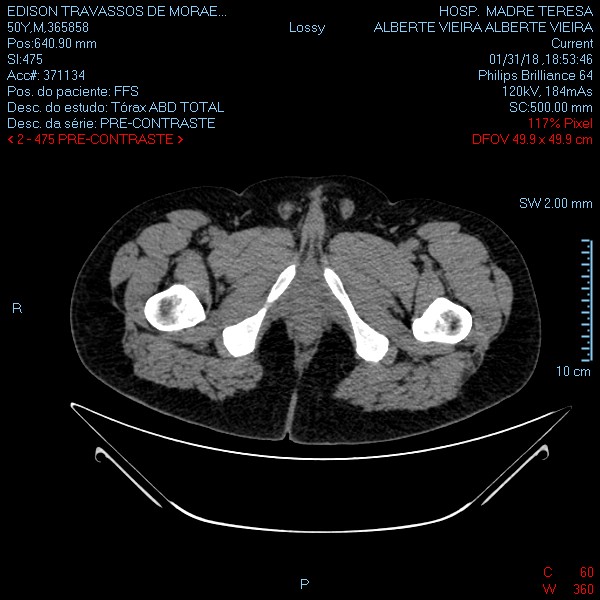 EDISON TRAVASSOS DE MORAE...
50Y,M,365858
Pos:640.90 mm
SI:475
Acc#: 371134
Pos. do paciente: FFS
Desc. do estudo: Tórax ABD TOTAL
Desc. da série: PRE-CONTRASTE
< 2 - 475 PRE-CONTRASTE >
Lossy
HOSP. MADRE TERESA
ALBERTE VIEIRA ALBERTE VIEIRA
Current
01/31/18 ,18:53:46
Philips Brilliance 64
120kV, 184mAs
SC:500.00 mm
117% Pixel
DFOV 49.9 x 49.9 cm
SW 2.00 mm
R
10 cm
P
C 60
W 360